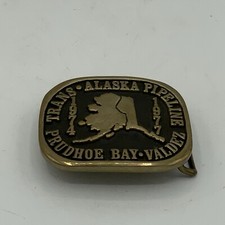 TRANS · ALASKA PIPELINE
1974 1977
PRUDHOE BAY · VALDEZ